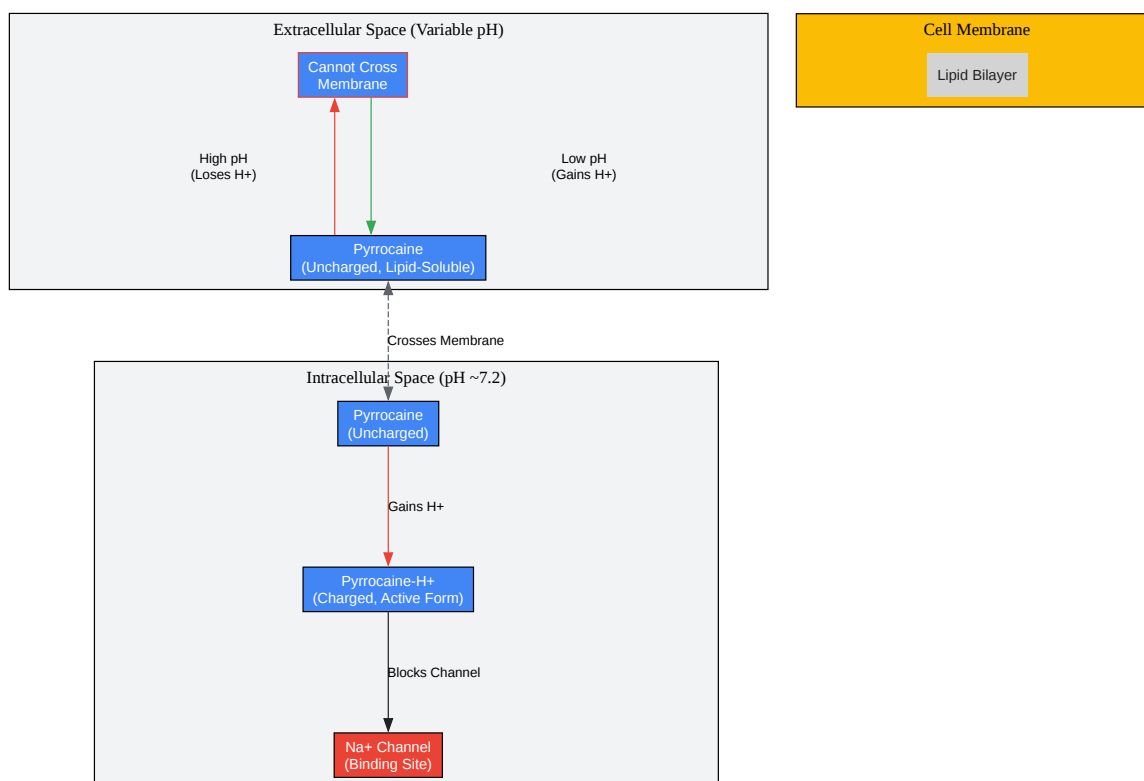 Extracellular Space (Variable pH)
Cannot Cross
Membrane
High pH
(Loses H+)
Low pH
(Gains H+)
Pyrrocaine
(Uncharged, Lipid-Soluble)
Cell Membrane
Lipid Bilayer
Crosses Membrane
Intracellular Space (pH ~7.2)
Pyrrocaine
(Uncharged)
Gains H+
Pyrrocaine-H+
(Charged, Active Form)
Blocks Channel
Na+ Channel
(Binding Site)